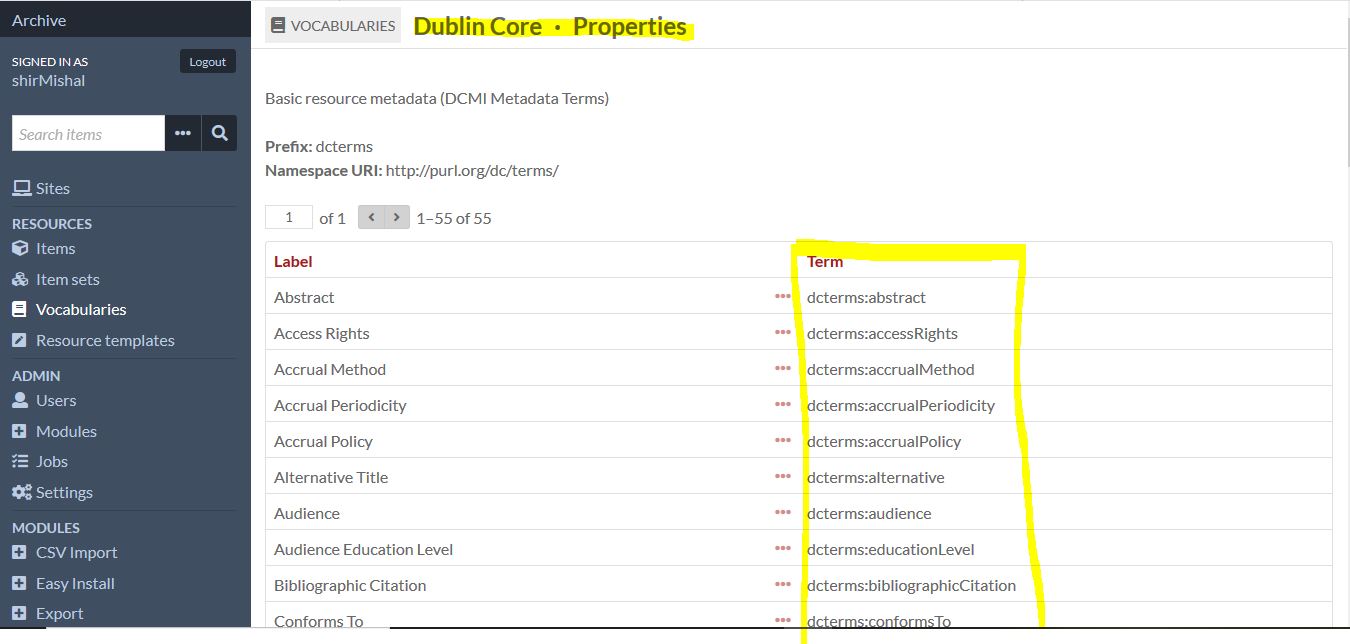 Archive
SIGNED IN AS
Logout
shirMishal
Search items
Sites
RESOURCES
Items
Item sets
Vocabularies
Resource templates
ADMIN
Users
Modules
Jobs
Settings
MODULES
CSV Import
Easy Install
Export
VOCABULARIES Dublin Core · Properties
Basic resource metadata (DCMI Metadata Terms)
Prefix: dcterms
Namespace URI: http://purl.org/dc/terms/
1 of 1 < > 1–55 of 55
Label Term
Abstract ••• dcterms:abstract
Access Rights ••• dcterms:accessRights
Accrual Method ••• dcterms:accrualMethod
Accrual Periodicity ••• dcterms:accrualPeriodicity
Accrual Policy ••• dcterms:accrualPolicy
Alternative Title ••• dcterms:alternative
Audience ••• dcterms:audience
Audience Education Level ••• dcterms:educationLevel
Bibliographic Citation ••• dcterms:bibliographicCitation
Conforms To ••• dcterms:conformsTo